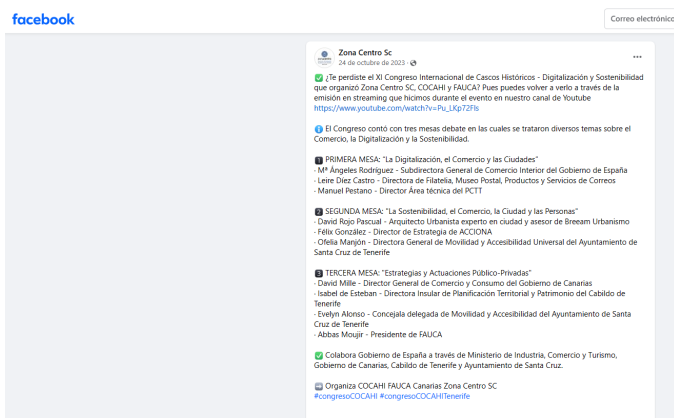 facebook
Correo electrónico
Zona Centro Sc
24 de octubre de 2023 ·
✅ ¿Te perdiste el XI Congreso Internacional de Cascos Históricos - Digitalización y Sostenibilidad
que organizó Zona Centro SC, COCAHI y FAUCA? Pues puedes volver a verlo a través de la
emisión en streaming que hicimos durante el evento en nuestro canal de Youtube
https://www.youtube.com/watch?v=Pu_LKp72Fls
El Congreso contó con tres mesas debate en las cuales se trataron diversos temas sobre el
Comercio, la Digitalización y la Sostenibilidad.
1 PRIMERA MESA: "La Digitalización, el Comercio y las Ciudades"
- Mª Ángeles Rodríguez - Subdirectora General de Comercio Interior del Gobierno de España
- Leire Díez Castro - Directora de Filatelia, Museo Postal, Productos y Servicios de Correos
- Manuel Pestano - Director Área técnica del PCTT
2 SEGUNDA MESA: "La Sostenibilidad, el Comercio, la Ciudad y las Personas"
- David Rojo Pascual - Arquitecto Urbanista experto en ciudad y asesor de Breeam Urbanismo
- Félix González - Director de Estrategia de ACCIONA
- Ofelia Manjón - Directora General de Movilidad y Accesibilidad Universal del Ayuntamiento de
Santa Cruz de Tenerife
3 TERCERA MESA: "Estrategias y Actuaciones Público-Privadas"
- David Mille - Director General de Comercio y Consumo del Gobierno de Canarias
- Isabel de Esteban - Directora Insular de Planificación Territorial y Patrimonio del Cabildo de
Tenerife
- Evelyn Alonso - Concejala delegada de Movilidad y Accesibilidad del Ayuntamiento de Santa
Cruz de Tenerife
- Abbas Moujir - Presidente de FAUCA
✅ Colabora Gobierno de España a través de Ministerio de Industria, Comercio y Turismo,
Gobierno de Canarias, Cabildo de Tenerife y Ayuntamiento de Santa Cruz.
➡ Organiza COCAHI FAUCA Canarias Zona Centro SC
#congresoCOCAHI #congresoCOCAHITenerife